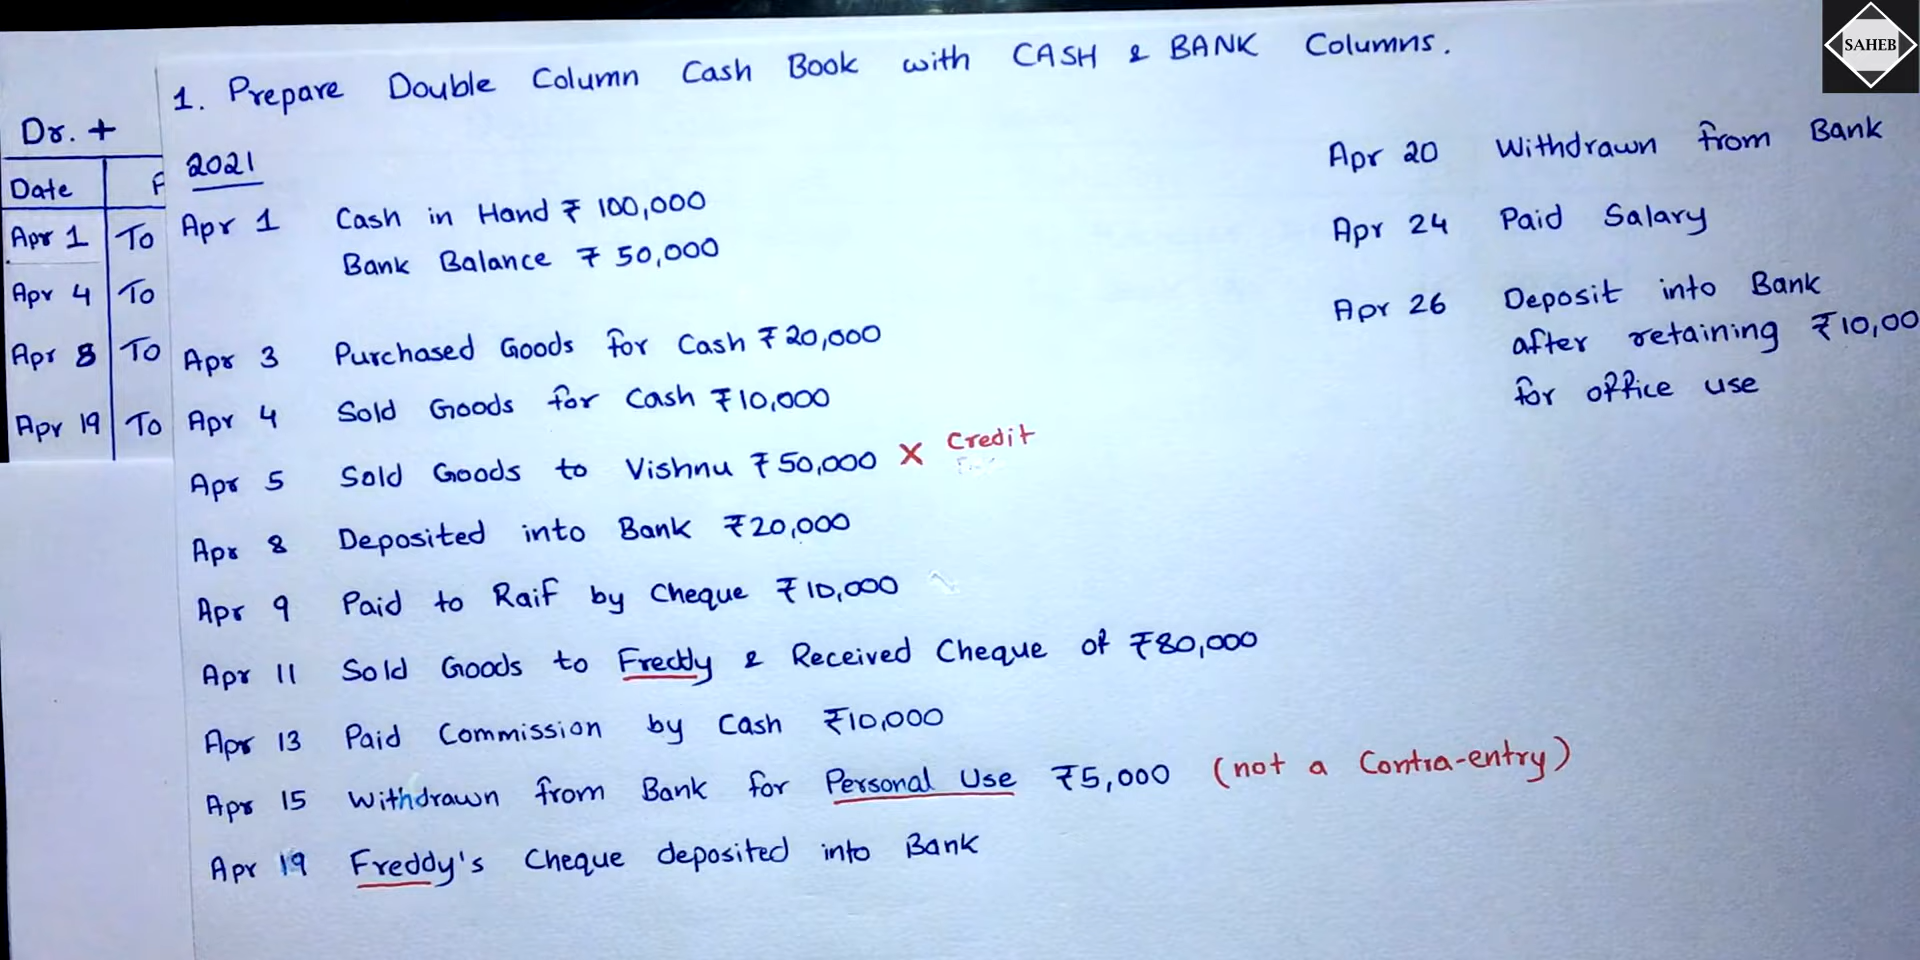 SAHEB
1. Prepare Double Column Cash Book with CASH & BANK Columns.
Dr. +
Date
Apr 1 To
Apr 4 To
Apr 8 To
Apr 19 To
2021
Apr 1 Cash in Hand ₹ 100,000
Bank Balance ₹ 50,000
Apr 3 Purchased Goods for Cash ₹20,000
Apr 4 Sold Goods for Cash ₹10,000
Apr 5 Sold Goods to Vishnu ₹50,000 X Credit
Apr 8 Deposited into Bank ₹20,000
Apr 9 Paid to Raif by Cheque ₹10,000
Apr 11 Sold Goods to Freddy & Received Cheque of ₹80,000
Apr 13 Paid Commission by Cash ₹10,000
Apr 15 Withdrawn from Bank for Personal Use ₹5,000 (not a Contra-entry)
Apr 19 Freddy's Cheque deposited into Bank
Apr 20 Withdrawn from Bank
Apr 24 Paid Salary
Apr 26 Deposit into Bank
after retaining ₹10,00
for office use